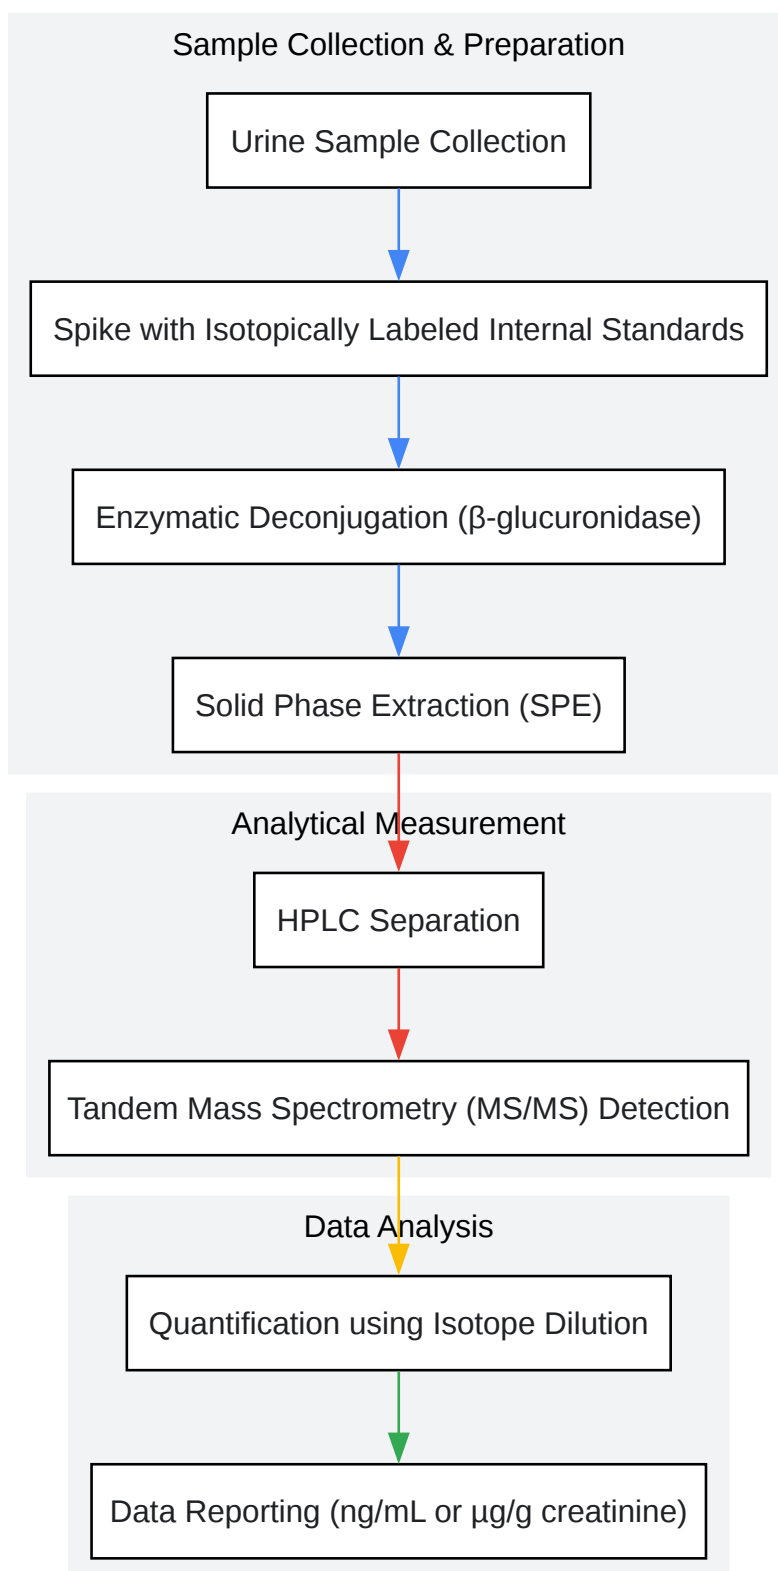 Sample Collection & Preparation
Urine Sample Collection
Spike with Isotopically Labeled Internal Standards
Enzymatic Deconjugation (β-glucuronidase)
Solid Phase Extraction (SPE)
Analytical Measurement
HPLC Separation
Tandem Mass Spectrometry (MS/MS) Detection
Data Analysis
Quantification using Isotope Dilution
Data Reporting (ng/mL or µg/g creatinine)